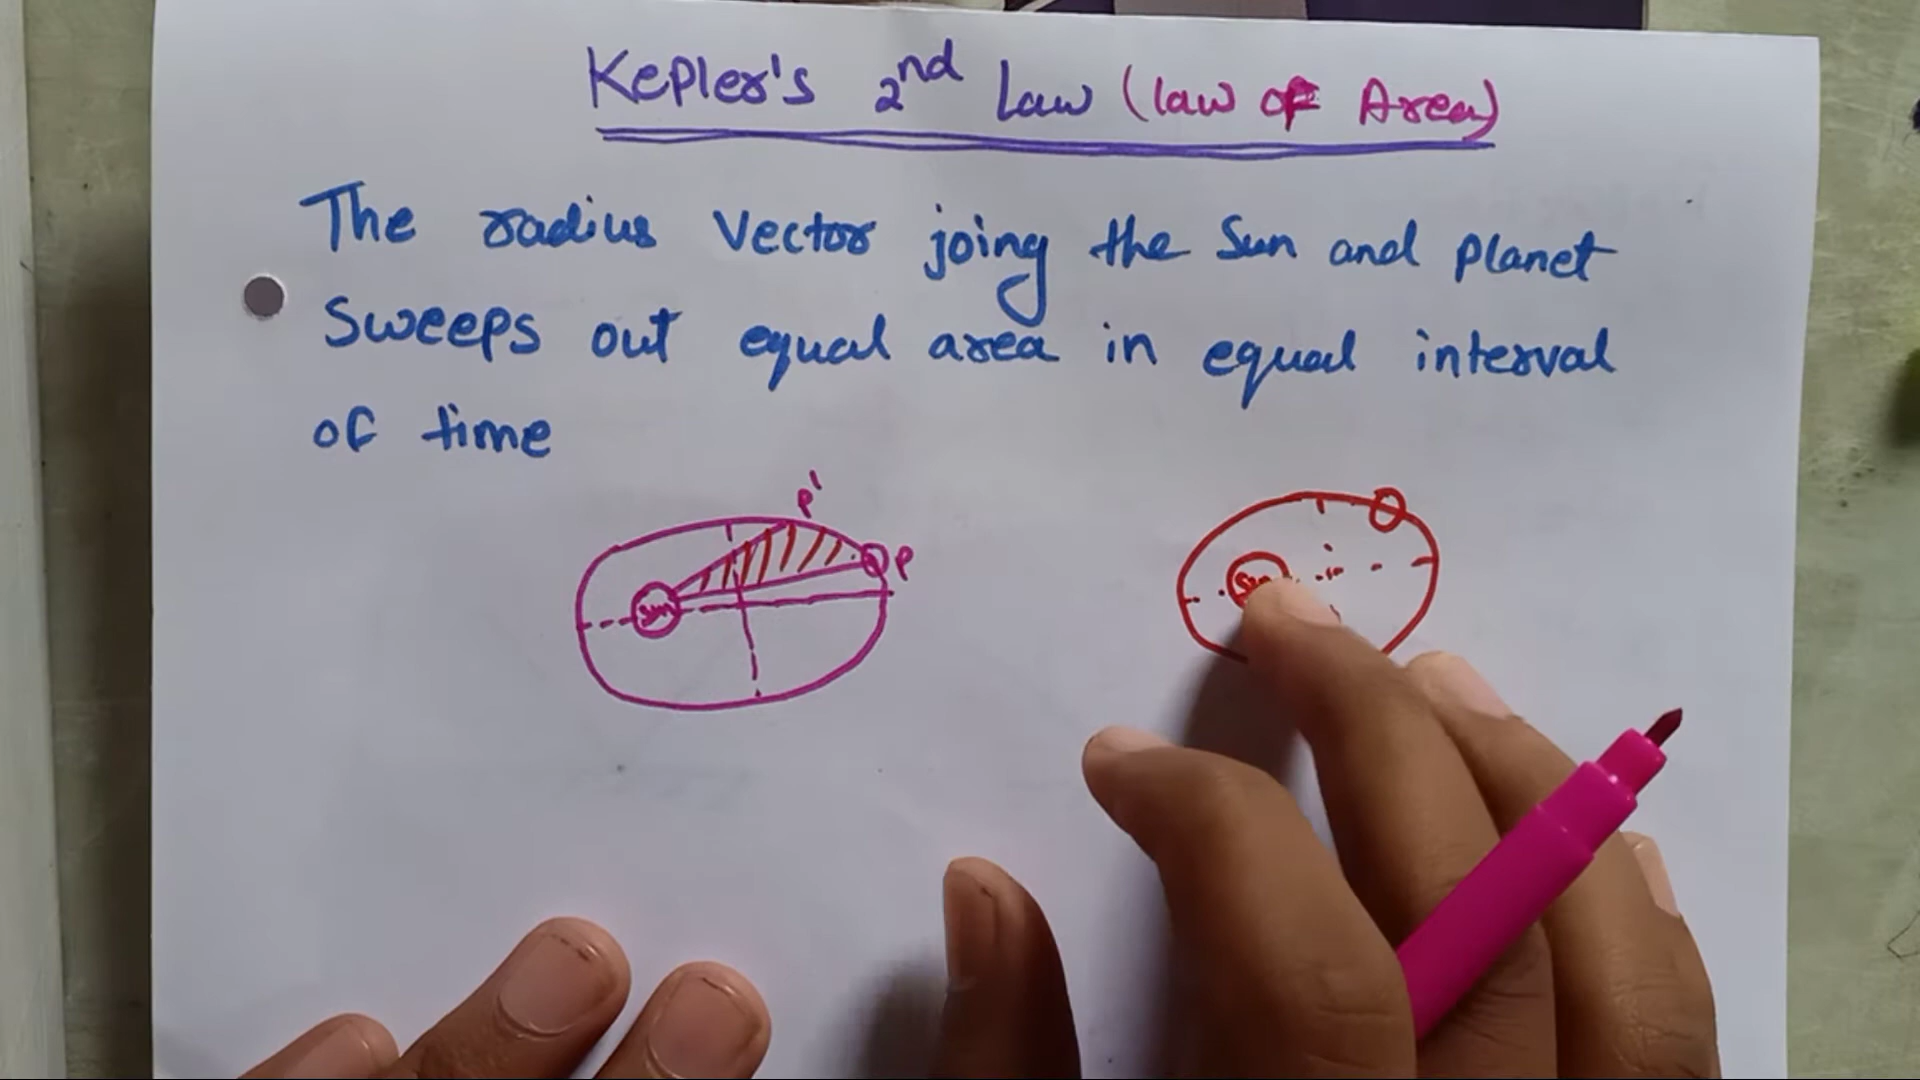 Kepler's 2nd Law (law of Area)
The radius vector joing the Sun and planet
Sweeps out equal area in equal interval
of time
P'
P
Sun
Sun